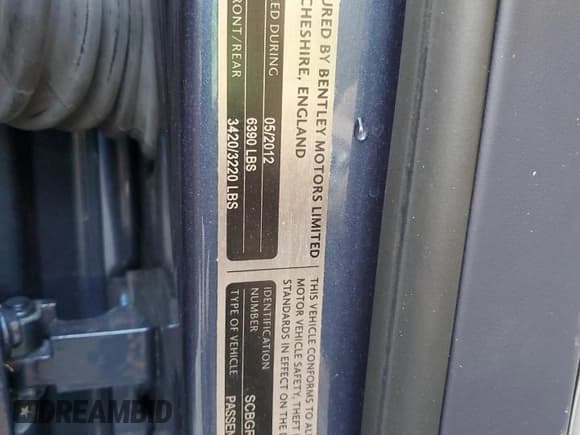 URED BY BENTLEY MOTORS LIMITED
CHESHIRE, ENGLAND
ED DURING 05/2012
6390 LBS
FRONT/REAR 3420/3220 LBS
THIS VEHICLE CONFORMS TO AL
MOTOR VEHICLE SAFETY, THEFT
STANDARDS IN EFFECT ON THE
IDENTIFICATION
NUMBER SCBGF
TYPE OF VEHICLE PASSEN
DREAMBID